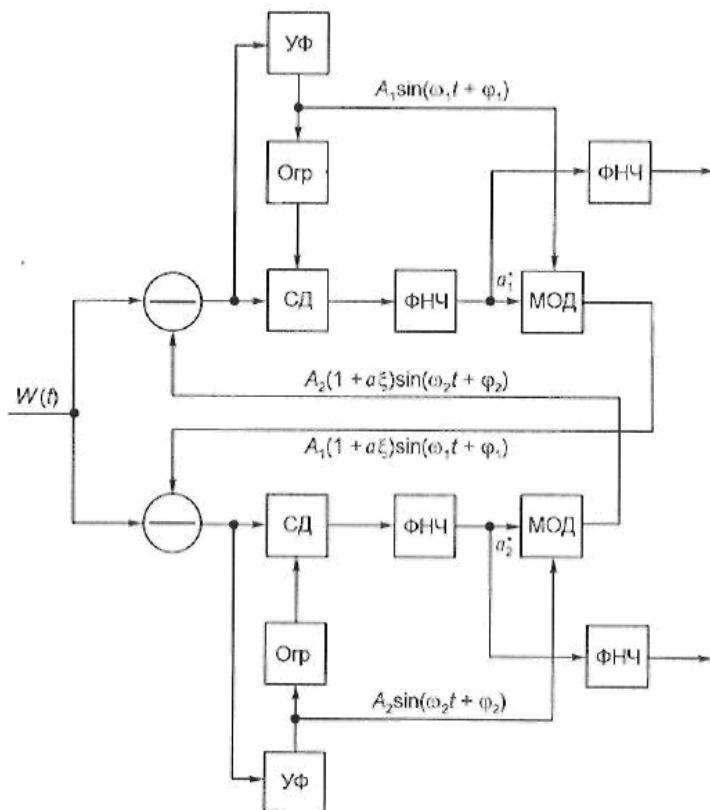 УФ
A₁sin(ω₁t + φ₁)
Огр
ФНЧ
СД
ФНЧ
a₁*
МОД
A₂(1 + aξ)sin(ω₂t + φ₂)
W(t)
A₁(1 + aξ)sin(ω₁t + φ₁)
СД
ФНЧ
a₂*
МОД
Огр
ФНЧ
A₂sin(ω₂t + φ₂)
УФ